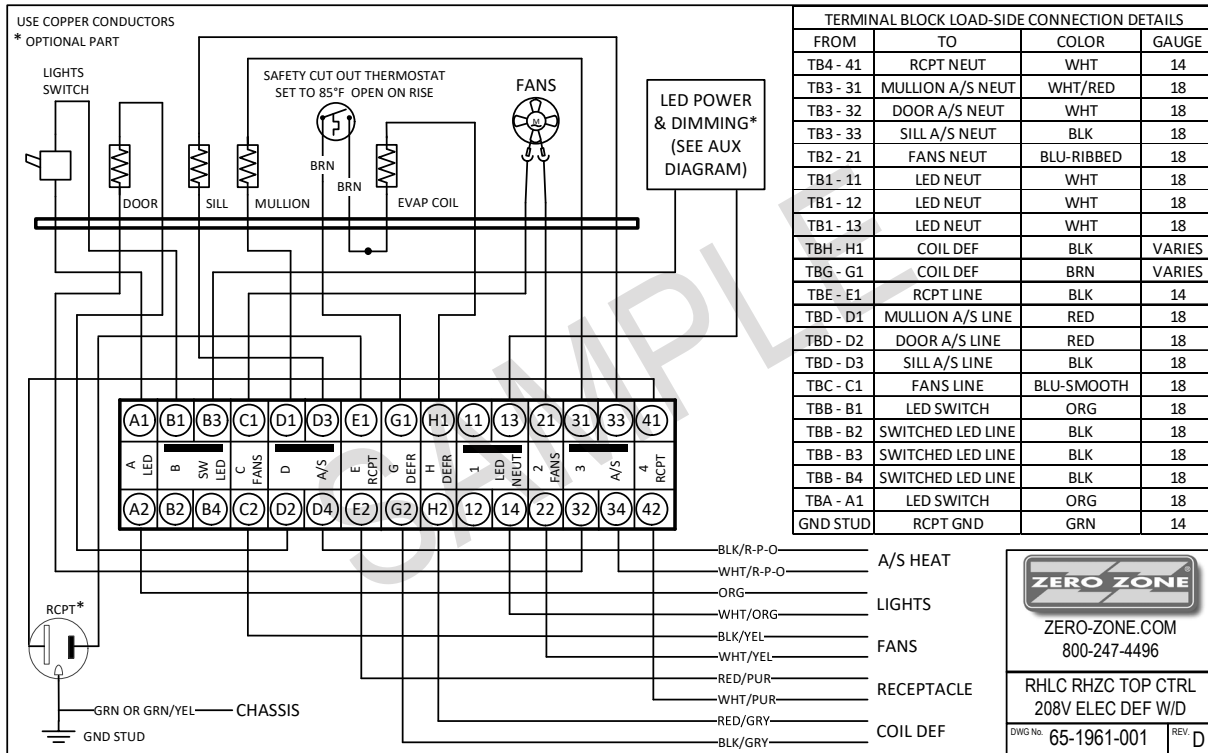 USE COPPER CONDUCTORS
* OPTIONAL PART
LIGHTS
SWITCH
SAFETY CUT OUT THERMOSTAT
SET TO 85°F OPEN ON RISE
FANS
M
LED POWER
& DIMMING*
(SEE AUX
DIAGRAM)
BRN
BRN
DOOR
SILL
MULLION
EVAP COIL
A1 B1 B3 C1 D1 D3 E1 G1 H1 11 13 21 31 33 41
A LED
B SW LED
C FANS
D A/S
E RCPT
G DEFR
H DEFR
1 LED NEUT
2 FANS
3 A/S
4 RCPT
A2 B2 B4 C2 D2 D4 E2 G2 H2 12 14 22 32 34 42
BLK/R-P-O
WHT/R-P-O
A/S HEAT
ORG
WHT/ORG
LIGHTS
BLK/YEL
WHT/YEL
FANS
RED/PUR
WHT/PUR
RECEPTACLE
RED/GRY
BLK/GRY
COIL DEF
RCPT*
GRN OR GRN/YEL
CHASSIS
GND STUD
SAMPLE
TERMINAL BLOCK LOAD-SIDE CONNECTION DETAILS
FROM TO COLOR GAUGE
TB4 - 41 RCPT NEUT WHT 14
TB3 - 31 MULLION A/S NEUT WHT/RED 18
TB3 - 32 DOOR A/S NEUT WHT 18
TB3 - 33 SILL A/S NEUT BLK 18
TB2 - 21 FANS NEUT BLU-RIBBED 18
TB1 - 11 LED NEUT WHT 18
TB1 - 12 LED NEUT WHT 18
TB1 - 13 LED NEUT WHT 18
TBH - H1 COIL DEF BLK VARIES
TBG - G1 COIL DEF BRN VARIES
TBE - E1 RCPT LINE BLK 14
TBD - D1 MULLION A/S LINE RED 18
TBD - D2 DOOR A/S LINE RED 18
TBD - D3 SILL A/S LINE BLK 18
TBC - C1 FANS LINE BLU-SMOOTH 18
TBB - B1 LED SWITCH ORG 18
TBB - B2 SWITCHED LED LINE BLK 18
TBB - B3 SWITCHED LED LINE BLK 18
TBB - B4 SWITCHED LED LINE BLK 18
TBA - A1 LED SWITCH ORG 18
GND STUD RCPT GND GRN 14
ZERO ZONE
ZERO-ZONE.COM
800-247-4496
RHLC RHZC TOP CTRL
208V ELEC DEF W/D
DWG No. 65-1961-001 REV. D